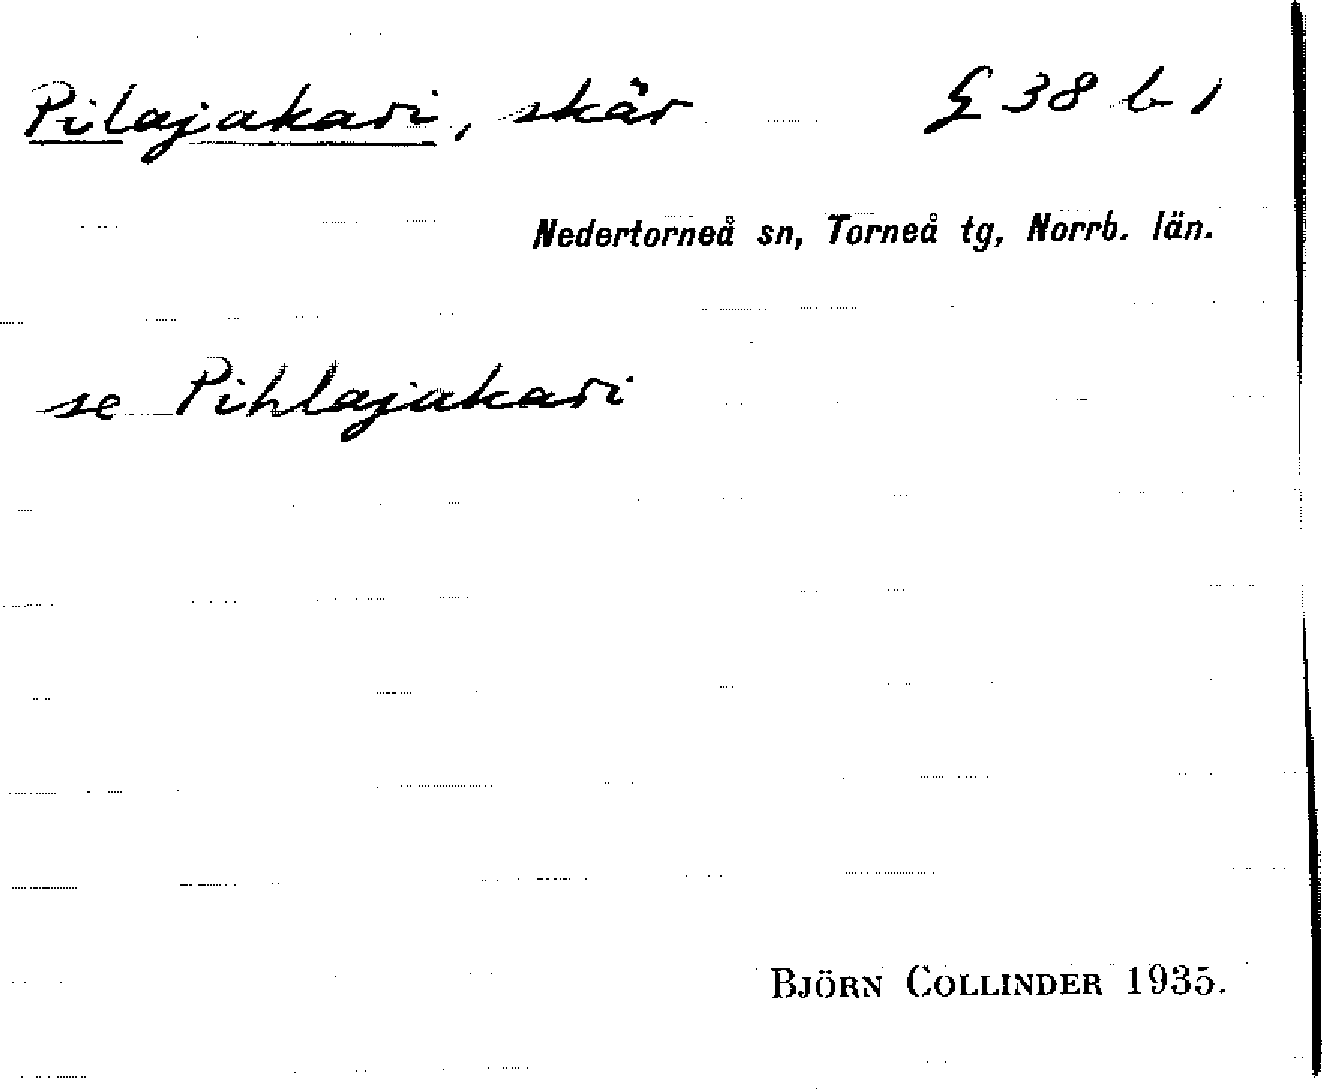 Pilajakari, skär £ 38 b 1
Nedertorneå sn, Torneå tg, Norrb. län.
se Pihlajakari
BJÖRN COLLINDER 1935.